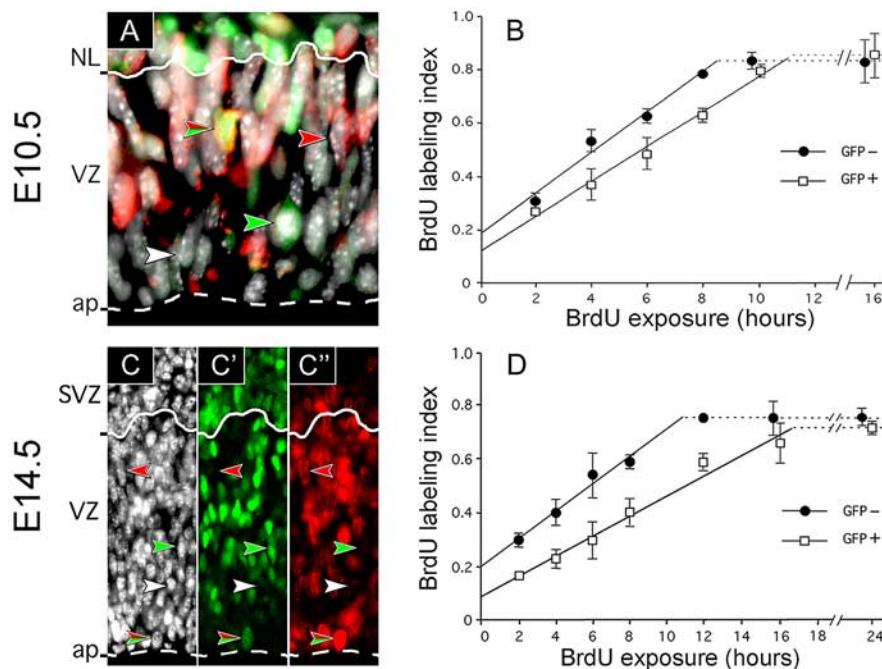 E10.5
A
NL
VZ
ap
B
BrdU labeling index
1.0
0.8
0.6
0.4
0.2
0
0 2 4 6 8 10 12 16
BrdU exposure (hours)
GFP −
GFP +
E14.5
C C' C"
SVZ
VZ
ap
D
BrdU labeling index
1.0
0.8
0.6
0.4
0.2
0
0 2 4 6 8 10 12 14 16 18 24
BrdU exposure (hours)
GFP −
GFP +